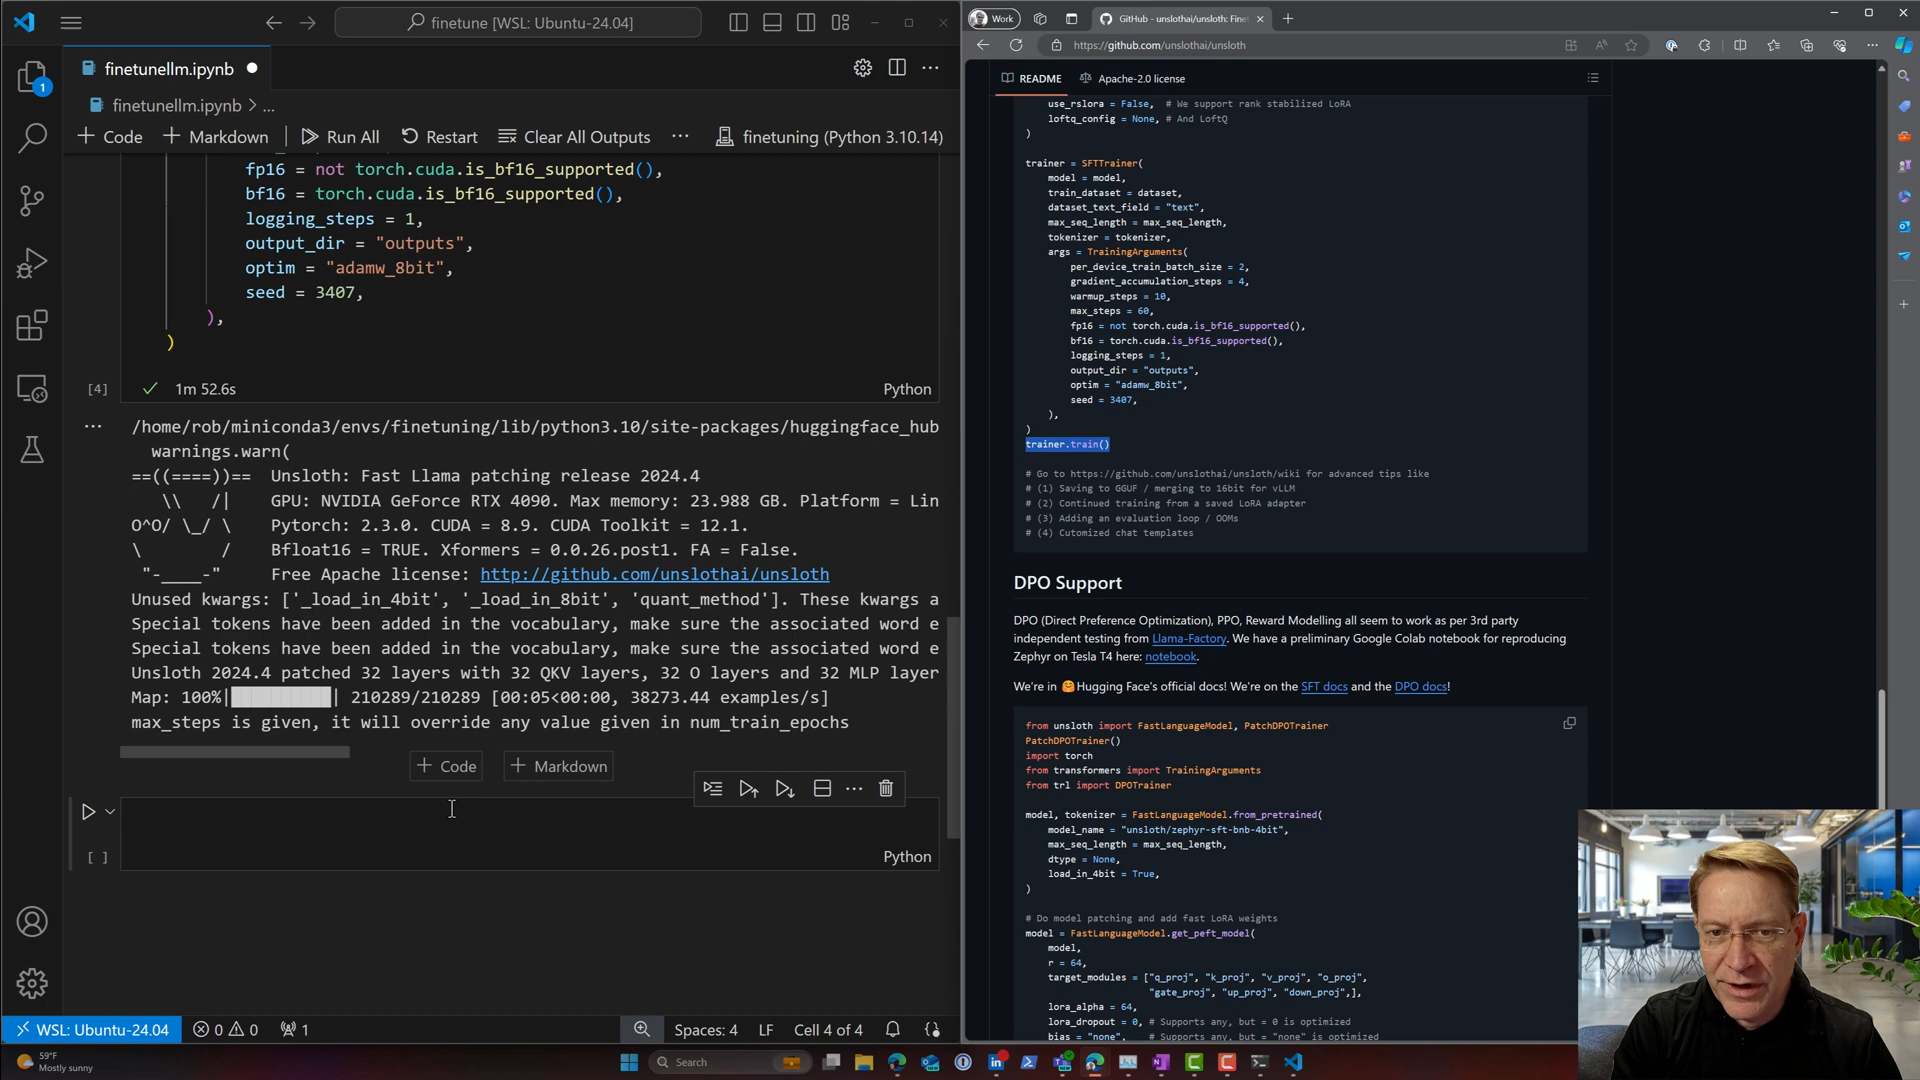 finetune [WSL: Ubuntu-24.04]
finetunellm.ipynb
finetunellm.ipynb > ...
Code
Markdown
Run All
Restart
Clear All Outputs
...
finetuning (Python 3.10.14)
fp16 = not torch.cuda.is_bf16_supported(),
bf16 = torch.cuda.is_bf16_supported(),
logging_steps = 1,
output_dir = "outputs",
optim = "adamw_8bit",
seed = 3407,
),
)
[4]
1m 52.6s
Python
/home/rob/miniconda3/envs/finetuning/lib/python3.10/site-packages/huggingface_hub
warnings.warn(
==((====))==  Unsloth: Fast Llama patching release 2024.4
\\   /|    GPU: NVIDIA GeForce RTX 4090. Max memory: 23.988 GB. Platform = Lin
O^O/ \_/ \    Pytorch: 2.3.0. CUDA = 8.9. CUDA Toolkit = 12.1.
\        /    Bfloat16 = TRUE. Xformers = 0.0.26.post1. FA = False.
"-____-"     Free Apache license: http://github.com/unslothai/unsloth
Unused kwargs: ['_load_in_4bit', '_load_in_8bit', 'quant_method']. These kwargs a
Special tokens have been added in the vocabulary, make sure the associated word e
Special tokens have been added in the vocabulary, make sure the associated word e
Unsloth 2024.4 patched 32 layers with 32 QKV layers, 32 O layers and 32 MLP layer
Map: 100%|██████████| 210289/210289 [00:05<00:00, 38273.44 examples/s]
max_steps is given, it will override any value given in num_train_epochs
Code
Markdown
[ ]
Python
1
WSL: Ubuntu-24.04
0
0
1
Spaces: 4
LF
Cell 4 of 4
Work
GitHub - unslothai/unsloth: Fine
https://github.com/unslothai/unsloth
README
Apache-2.0 license
use_rslora = False,  # We support rank stabilized LoRA
loftq_config = None, # And LoftQ
)
trainer = SFTTrainer(
model = model,
train_dataset = dataset,
dataset_text_field = "text",
max_seq_length = max_seq_length,
tokenizer = tokenizer,
args = TrainingArguments(
per_device_train_batch_size = 2,
gradient_accumulation_steps = 4,
warmup_steps = 10,
max_steps = 60,
fp16 = not torch.cuda.is_bf16_supported(),
bf16 = torch.cuda.is_bf16_supported(),
logging_steps = 1,
output_dir = "outputs",
optim = "adamw_8bit",
seed = 3407,
),
)
trainer.train()
# Go to https://github.com/unslothai/unsloth/wiki for advanced tips like
# (1) Saving to GGUF / merging to 16bit for vLLM
# (2) Continued training from a saved LoRA adapter
# (3) Adding an evaluation loop / OOMs
# (4) Cutomized chat templates
DPO Support
DPO (Direct Preference Optimization), PPO, Reward Modelling all seem to work as per 3rd party
independent testing from Llama-Factory. We have a preliminary Google Colab notebook for reproducing
Zephyr on Tesla T4 here: notebook.
We're in 🤗Hugging Face's official docs! We're on the SFT docs and the DPO docs!
from unsloth import FastLanguageModel, PatchDPOTrainer
PatchDPOTrainer()
import torch
from transformers import TrainingArguments
from trl import DPOTrainer
model, tokenizer = FastLanguageModel.from_pretrained(
model_name = "unsloth/zephyr-sft-bnb-4bit",
max_seq_length = max_seq_length,
dtype = None,
load_in_4bit = True,
)
# Do model patching and add fast LoRA weights
model = FastLanguageModel.get_peft_model(
model,
r = 64,
target_modules = ["q_proj", "k_proj", "v_proj", "o_proj",
"gate_proj", "up_proj", "down_proj",],
lora_alpha = 64,
lora_dropout = 0, # Supports any, but = 0 is optimized
bias = "none",    # Supports any, but = "none" is optimized
59°F
Mostly sunny
Search